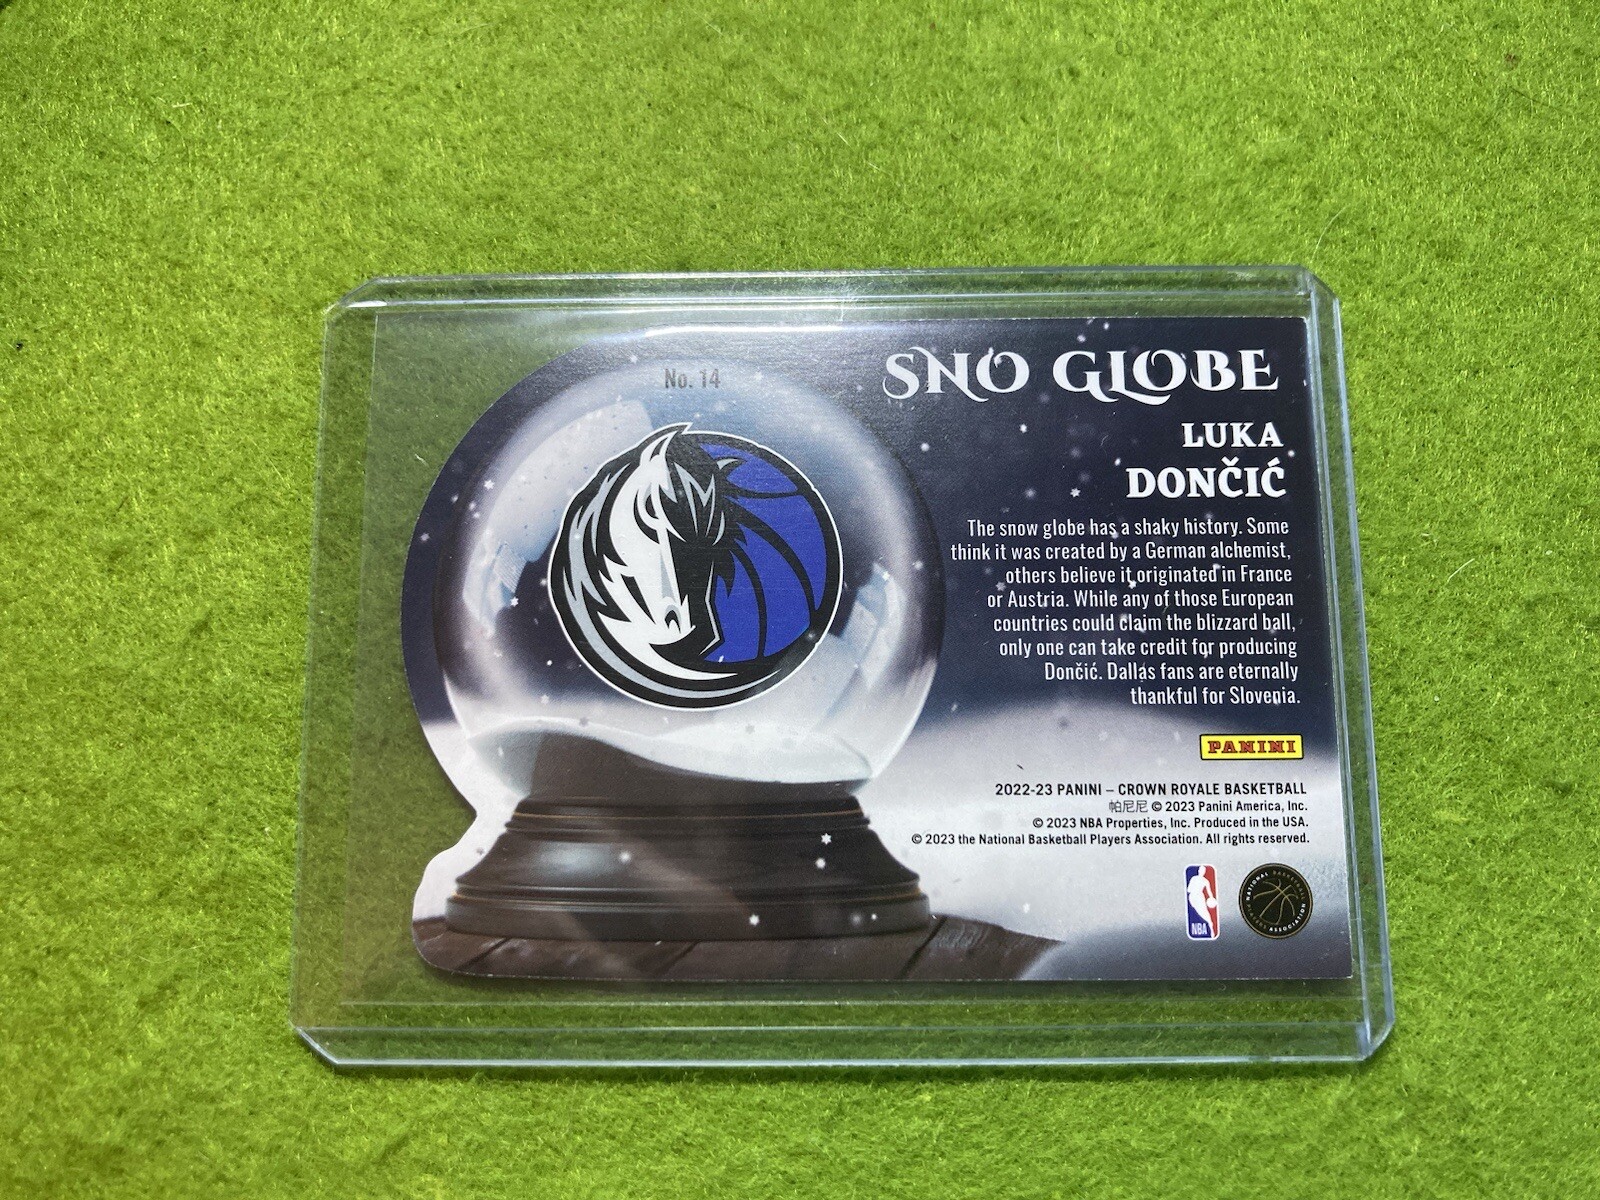 No. 14
SNO GLOBE
LUKA
DONČIĆ
The snow globe has a shaky history. Some
think it was created by a German alchemist,
others believe it originated in France
or Austria. While any of those European
countries could claim the blizzard ball,
only one can take credit for producing
Dončić. Dallas fans are eternally
thankful for Slovenia.
PANINI
2022-23 PANINI – CROWN ROYALE BASKETBALL
帕尼尼 © 2023 Panini America, Inc.
© 2023 NBA Properties, Inc. Produced in the USA.
© 2023 the National Basketball Players Association. All rights reserved.
NBA
NATIONAL BASKETBALL PLAYERS ASSOCIATION